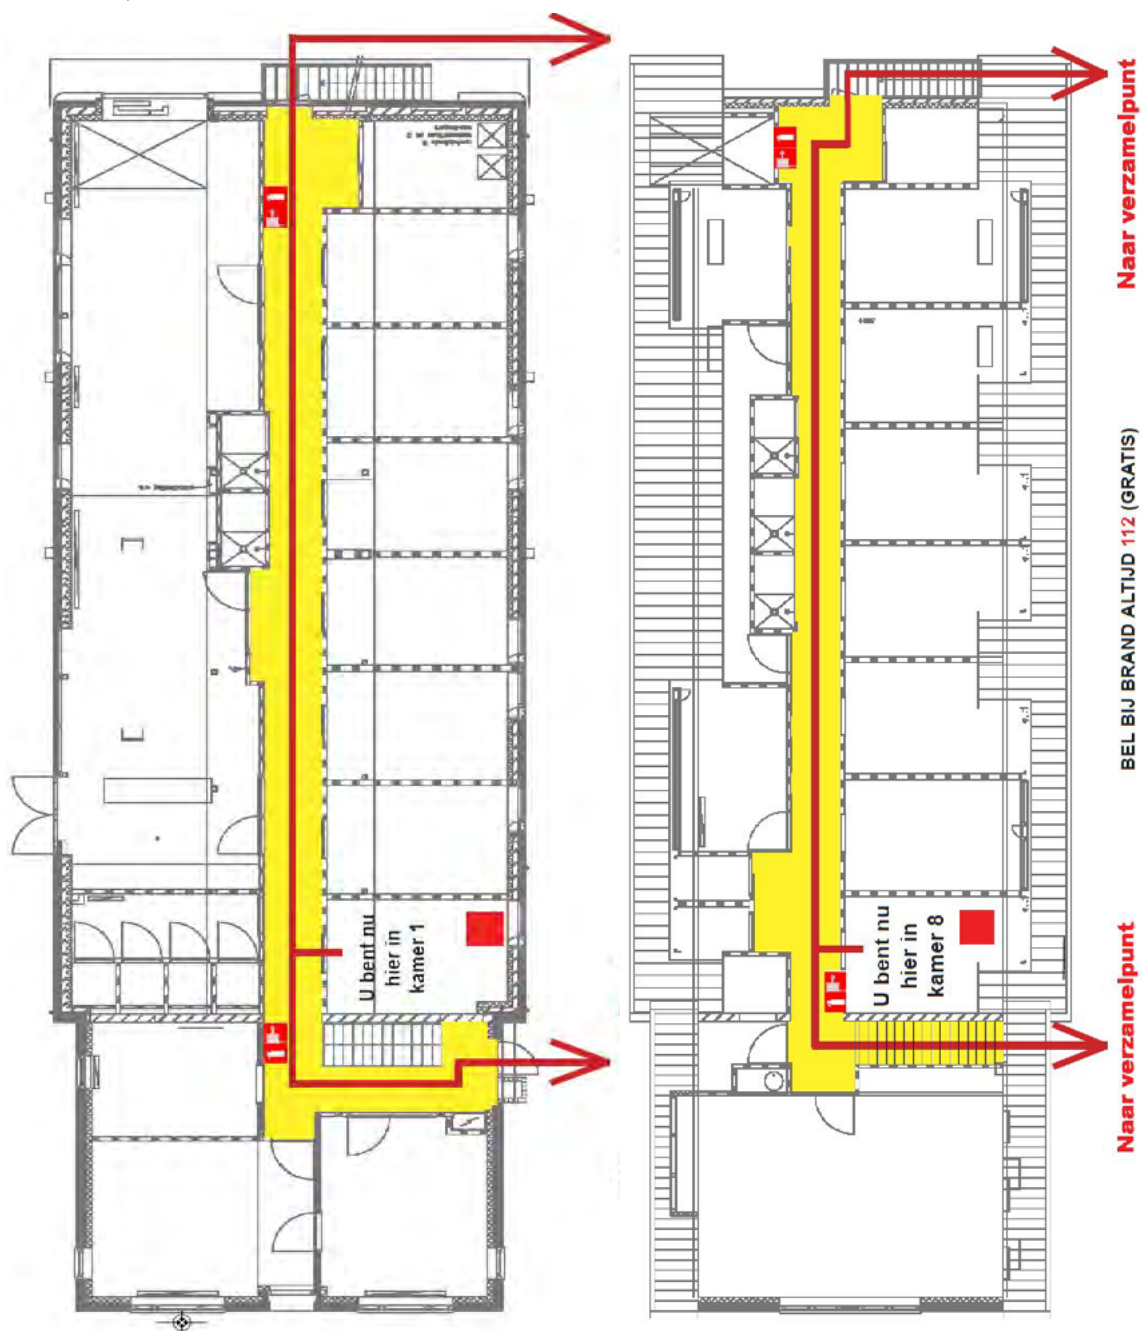 U bent nu
hier in
kamer 1
U bent nu
hier in
kamer 8
Naar verzamelpunt
Naar verzamelpunt
BEL BIJ BRAND ALTIJD 112 (GRATIS)